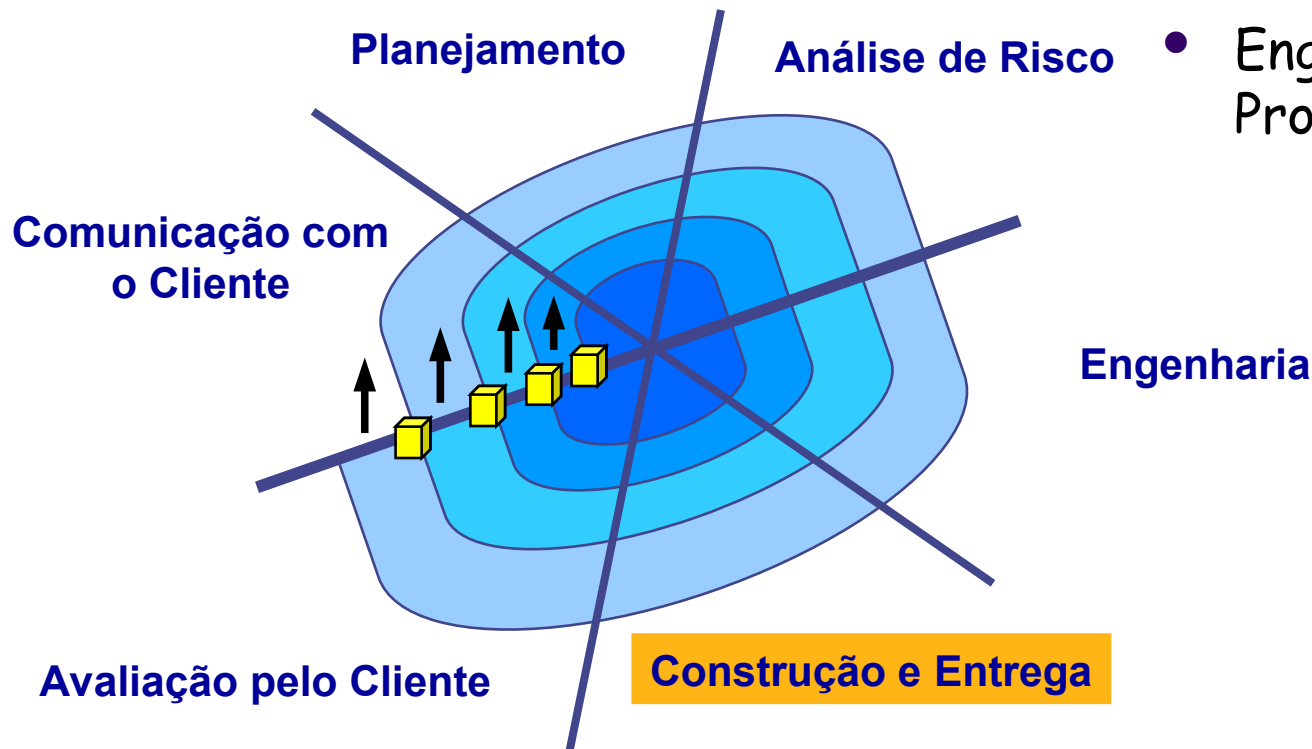 Planejamento
Análise de Risco
Comunicação com
o Cliente
Engenharia
Avaliação pelo Cliente
Construção e Entrega